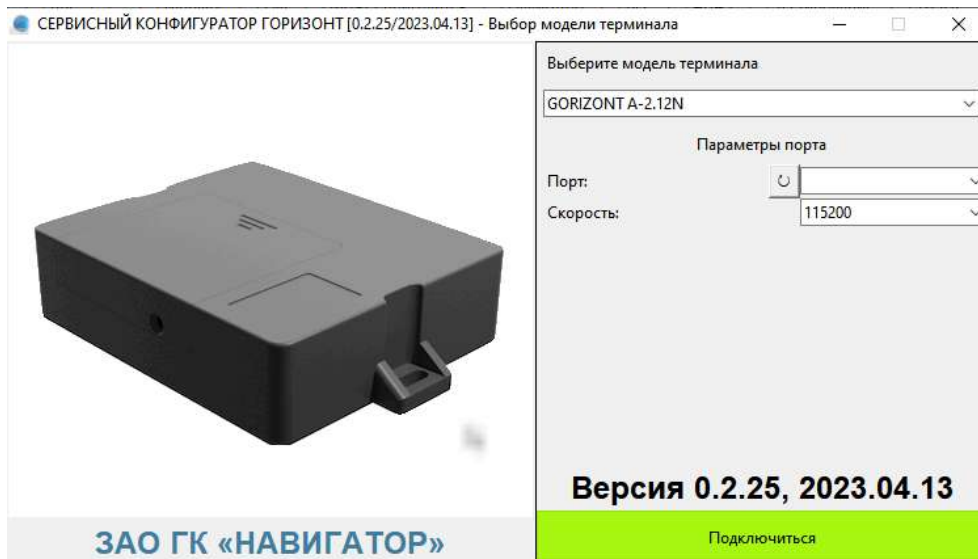 СЕРВИСНЫЙ КОНФИГУРАТОР ГОРИЗОНТ [0.2.25/2023.04.13] - Выбор модели терминала
Выберите модель терминала
GORIZONT A-2.12N
Параметры порта
Порт:
Скорость: 115200
Версия 0.2.25, 2023.04.13
ЗАО ГК «НАВИГАТОР»
Подключиться